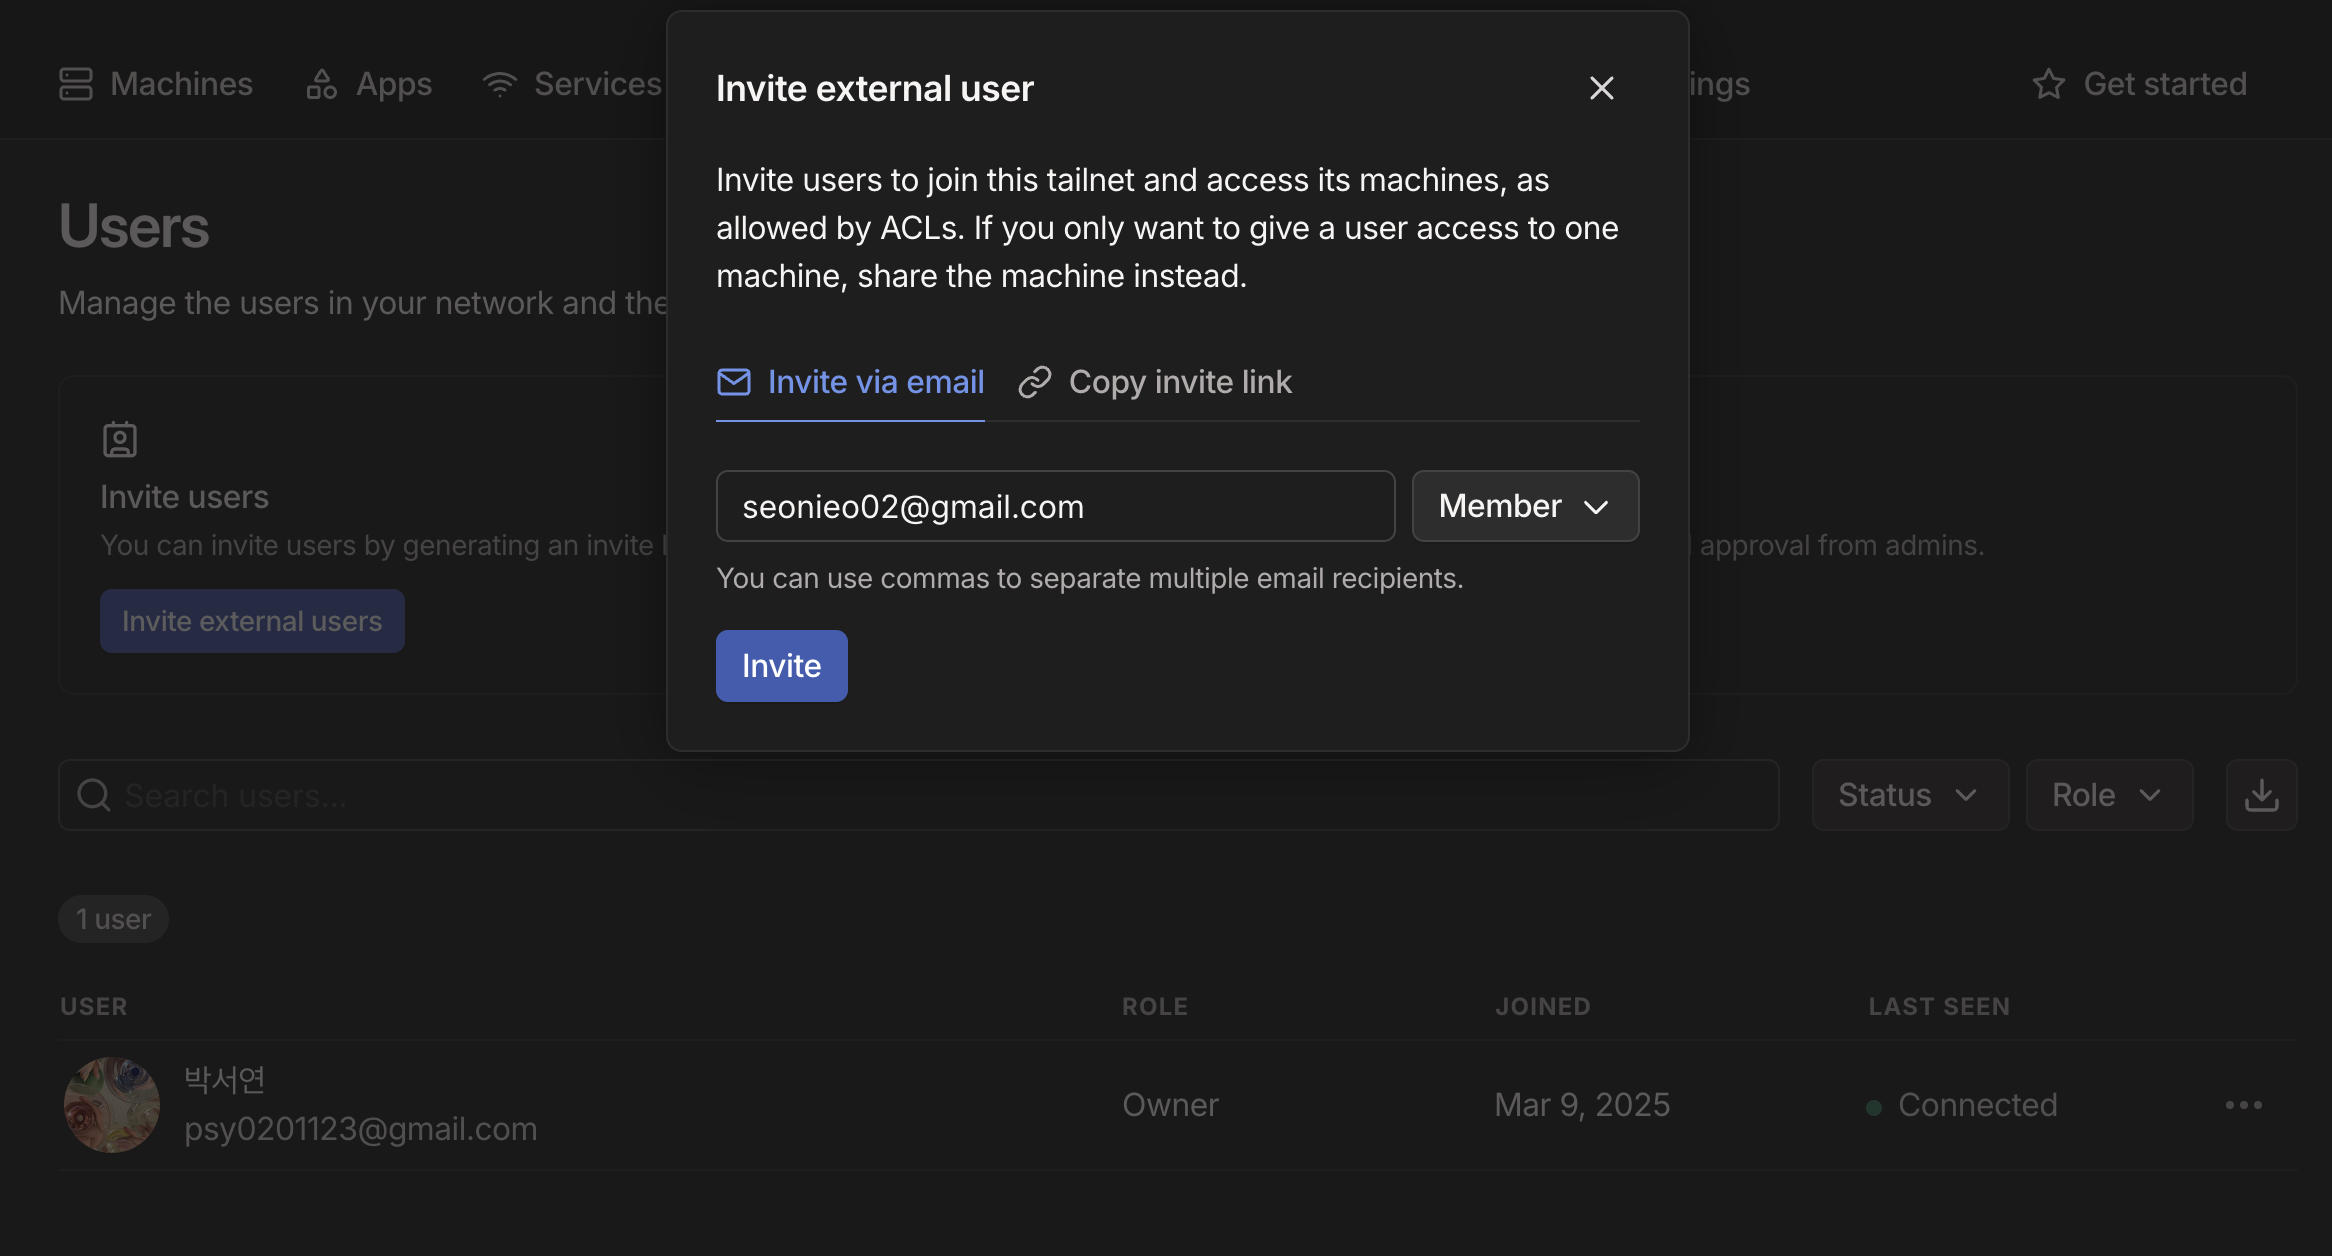 Machines
Apps
Services
ings
Get started
Invite external user
Invite users to join this tailnet and access its machines, as
allowed by ACLs. If you only want to give a user access to one
machine, share the machine instead.
Invite via email
Copy invite link
seonieo02@gmail.com
Member
You can use commas to separate multiple email recipients.
Invite
Users
Manage the users in your network and the
Invite users
You can invite users by generating an invite
approval from admins.
Invite external users
Search users...
Status
Role
1 user
USER
ROLE
JOINED
LAST SEEN
박서연
psy0201123@gmail.com
Owner
Mar 9, 2025
Connected